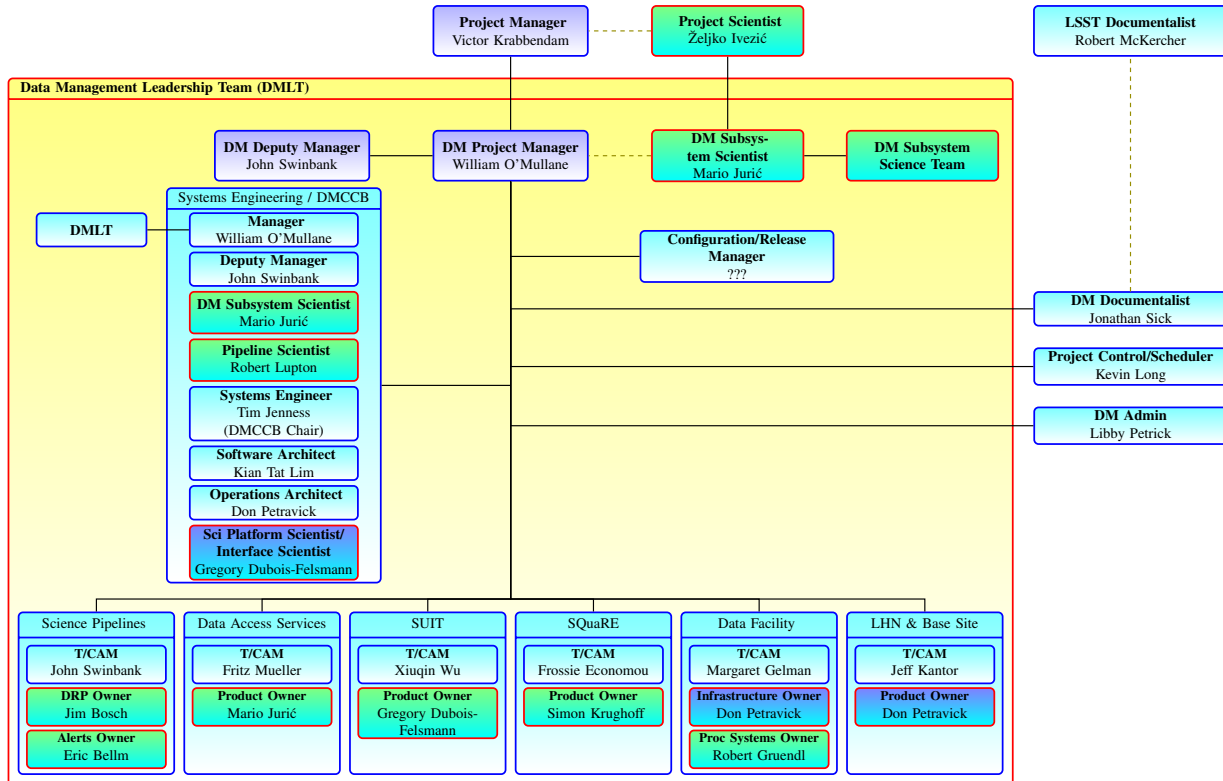 Project Manager
Victor Krabbendam
Project Scientist
Željko Ivezić
LSST Documentalist
Robert McKercher
Data Management Leadership Team (DMLT)
DM Deputy Manager
John Swinbank
DM Project Manager
William O'Mullane
DM Subsys-
tem Scientist
Mario Jurić
DM Subsystem
Science Team
Systems Engineering / DMCCB
DMLT
Manager
William O'Mullane
Deputy Manager
John Swinbank
DM Subsystem Scientist
Mario Jurić
Pipeline Scientist
Robert Lupton
Systems Engineer
Tim Jenness
(DMCCB Chair)
Software Architect
Kian Tat Lim
Operations Architect
Don Petravick
Sci Platform Scientist/
Interface Scientist
Gregory Dubois-Felsmann
Configuration/Release
Manager
???
DM Documentalist
Jonathan Sick
Project Control/Scheduler
Kevin Long
DM Admin
Libby Petrick
Science Pipelines
T/CAM
John Swinbank
DRP Owner
Jim Bosch
Alerts Owner
Eric Bellm
Data Access Services
T/CAM
Fritz Mueller
Product Owner
Mario Jurić
SUIT
T/CAM
Xiuqin Wu
Product Owner
Gregory Dubois-
Felsmann
SQuaRE
T/CAM
Frossie Economou
Product Owner
Simon Krughoff
Data Facility
T/CAM
Margaret Gelman
Infrastructure Owner
Don Petravick
Proc Systems Owner
Robert Gruendl
LHN & Base Site
T/CAM
Jeff Kantor
Product Owner
Don Petravick